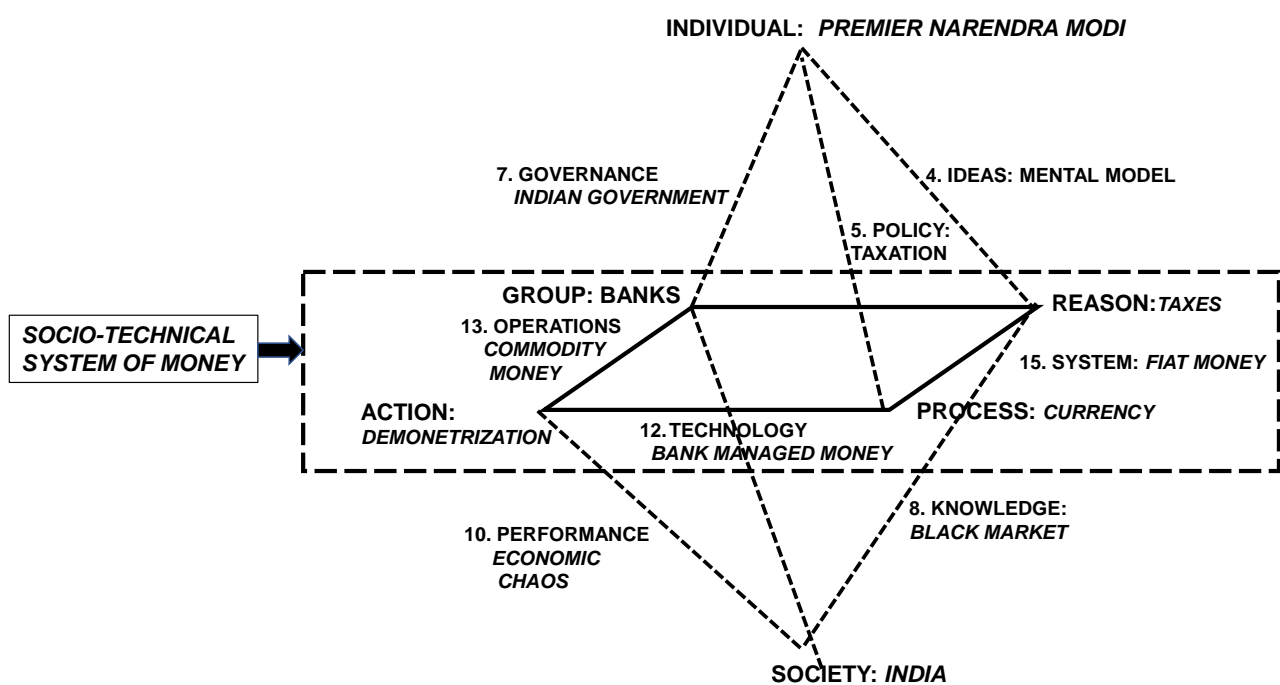 INDIVIDUAL: PREMIER NARENDRA MODI
7. GOVERNANCE
INDIAN GOVERNMENT
4. IDEAS: MENTAL MODEL
5. POLICY:
TAXATION
GROUP: BANKS
REASON:TAXES
SOCIO-TECHNICAL
SYSTEM OF MONEY
13. OPERATIONS
COMMODITY
MONEY
15. SYSTEM: FIAT MONEY
ACTION:
DEMONETRIZATION
PROCESS: CURRENCY
12. TECHNOLOGY
BANK MANAGED MONEY
10. PERFORMANCE
ECONOMIC
CHAOS
8. KNOWLEDGE:
BLACK MARKET
SOCIETY: INDIA